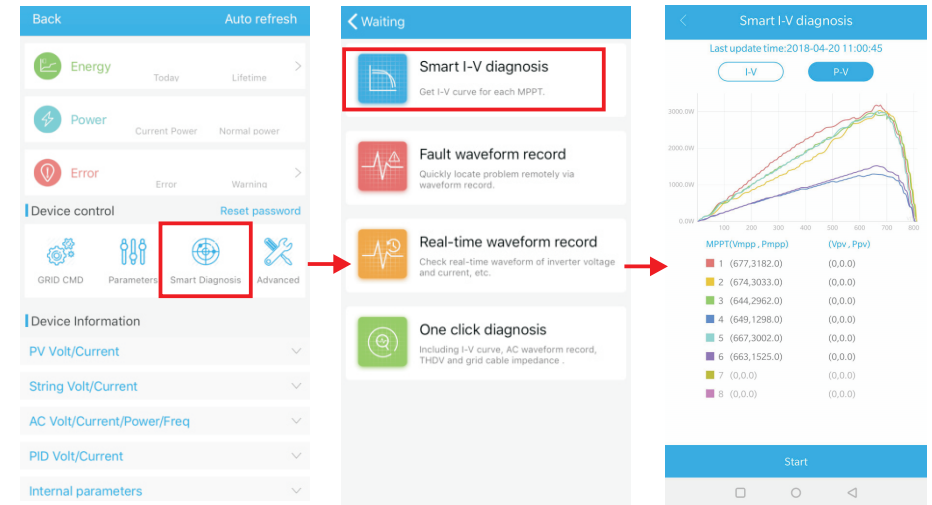 Back Auto refresh
Energy
Today Lifetime
Power
Current Power Normal power
Error
Error Warning
Device control Reset password
GRID CMD Parameters Smart Diagnosis Advanced
Device Information
PV Volt/Current
String Volt/Current
AC Volt/Current/Power/Freq
PID Volt/Current
Internal parameters
Waiting
Smart I-V diagnosis
Get I-V curve for each MPPT.
Fault waveform record
Quickly locate problem remotely via
waveform record.
Real-time waveform record
Check real-time waveform of inverter voltage
and current, etc.
One click diagnosis
Including I-V curve, AC waveform record,
THDV and grid cable impedance .
Smart I-V diagnosis
Last update time:2018-04-20 11:00:45
I-V P-V
3000.0W
2000.0W
1000.0W
0.0W
100 200 300 400 500 600 700 800
MPPT(Vmpp , Pmpp) (Vpv , Ppv)
1 (677,3182.0) (0,0.0)
2 (674,3033.0) (0,0.0)
3 (644,2962.0) (0,0.0)
4 (649,1298.0) (0,0.0)
5 (667,3002.0) (0,0.0)
6 (663,1525.0) (0,0.0)
7 (0,0.0) (0,0.0)
8 (0,0.0) (0,0.0)
Start